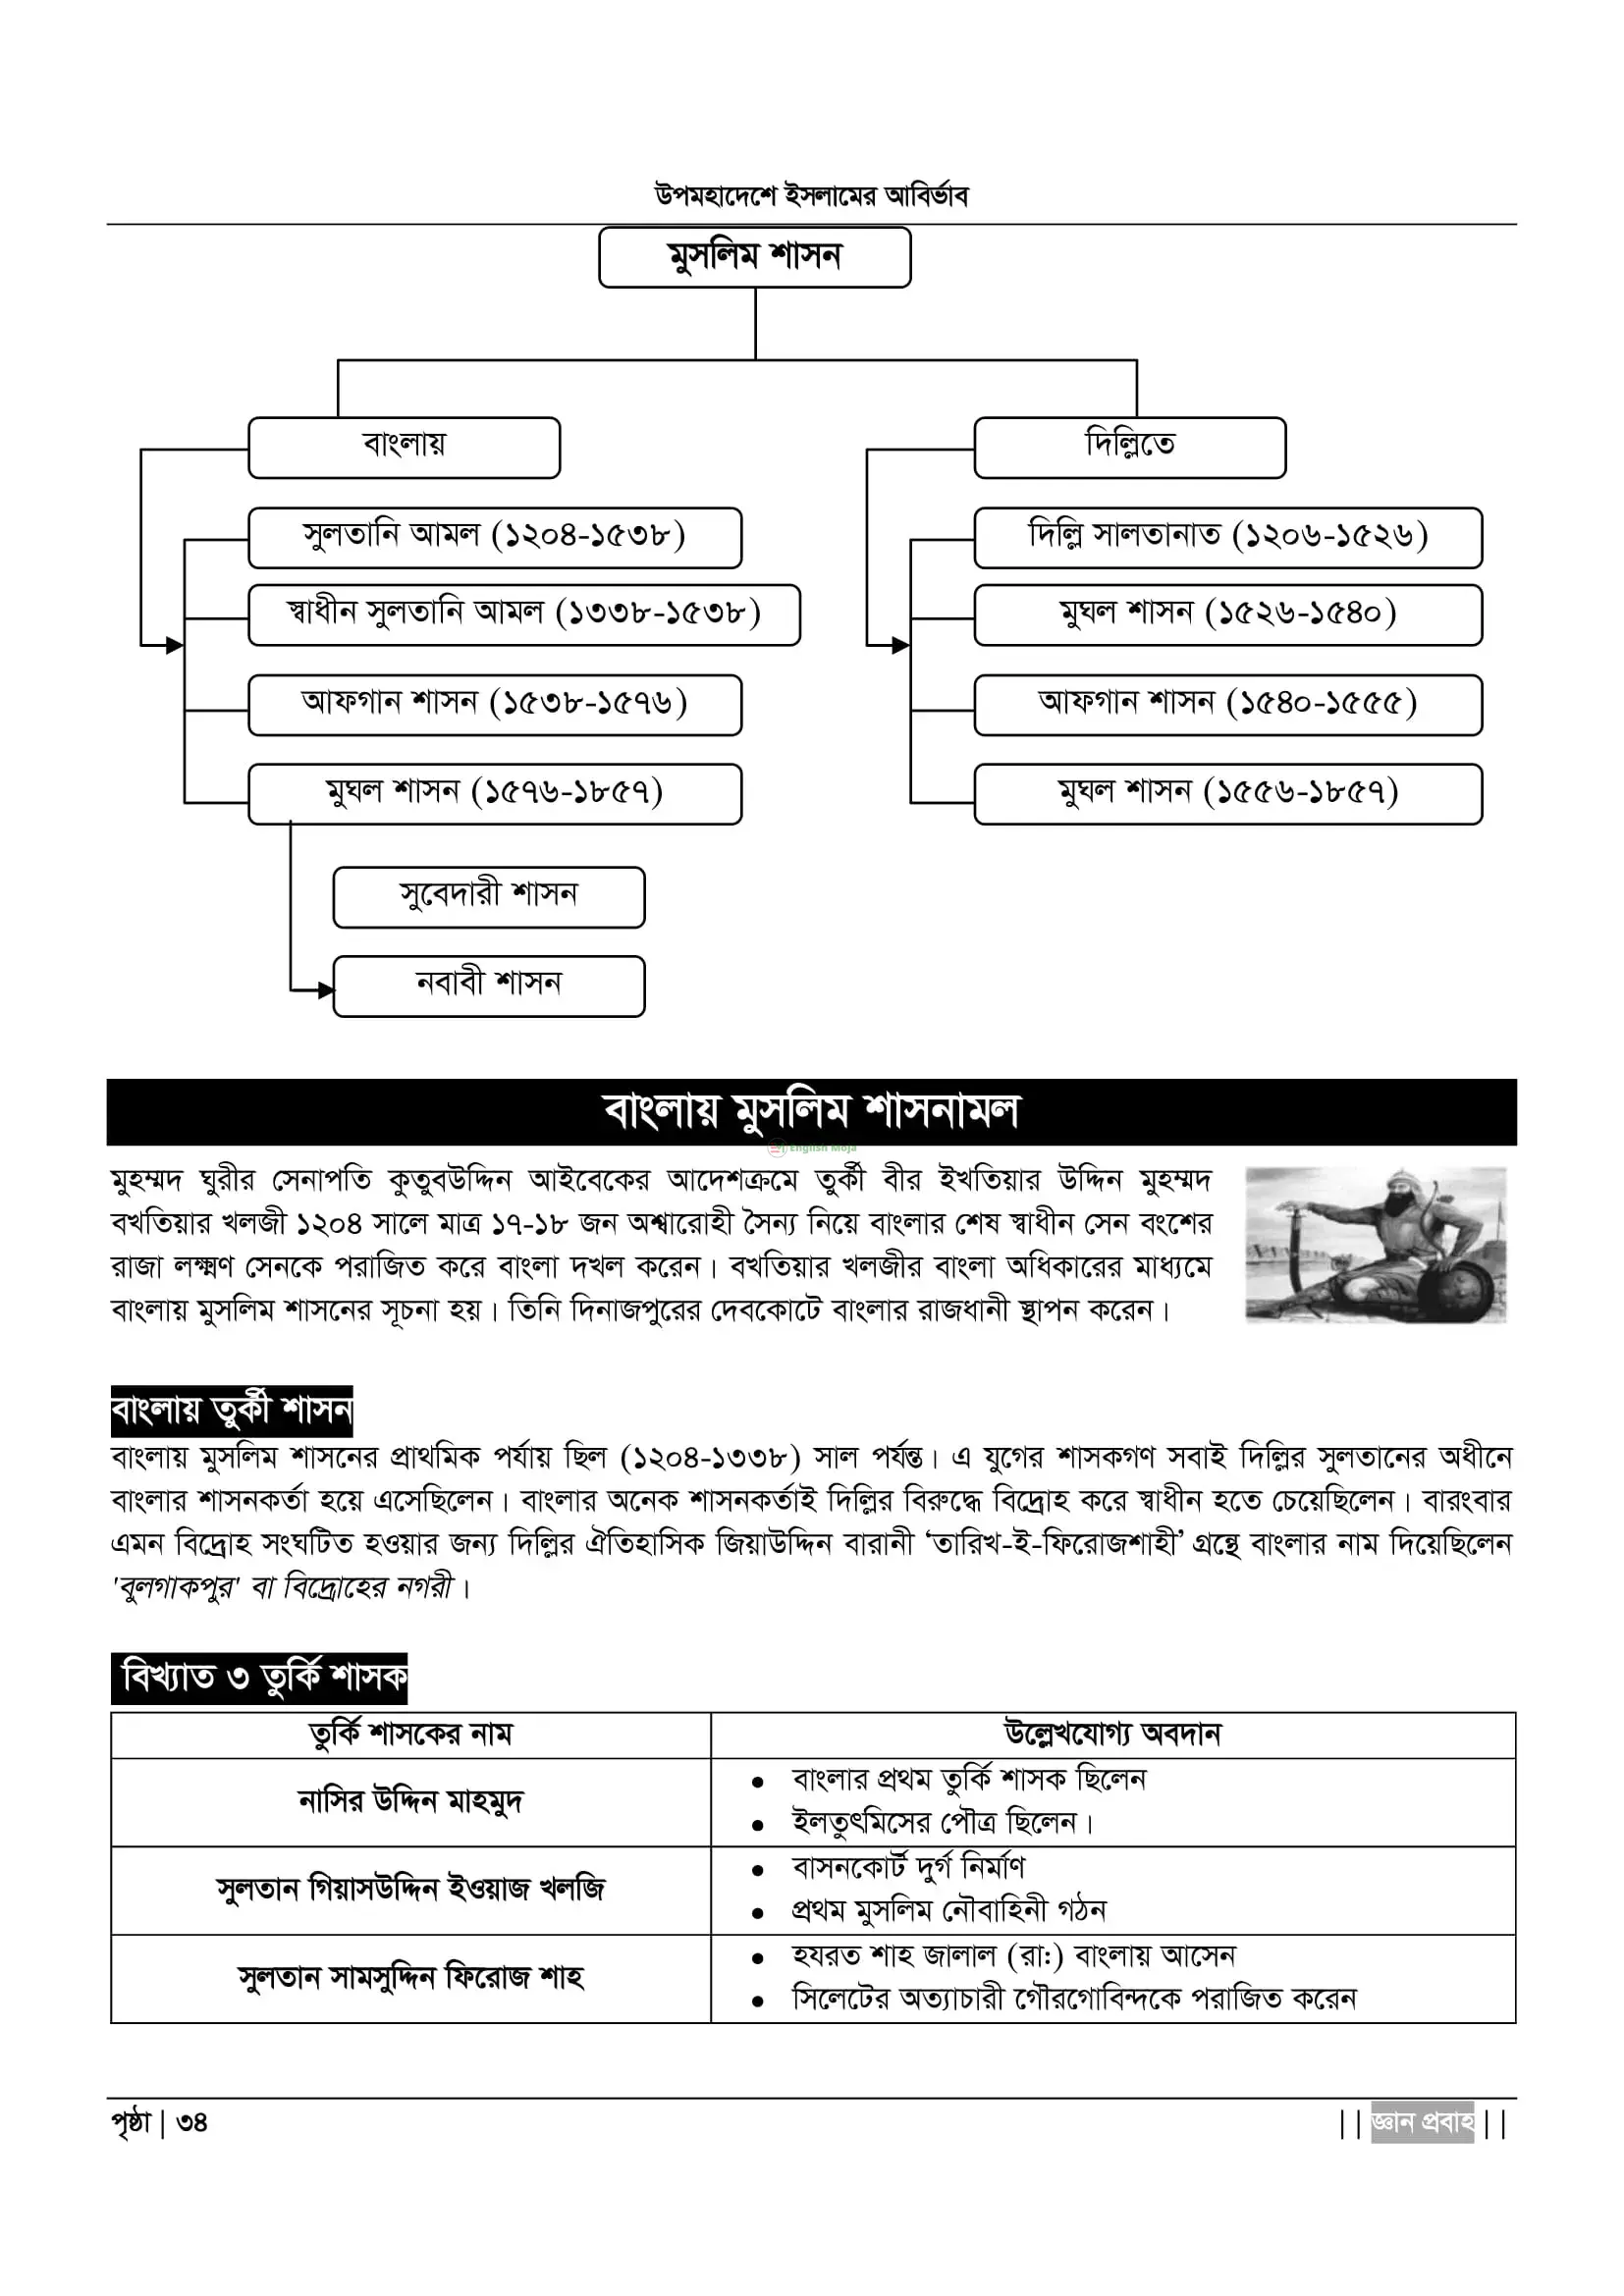 উপমহাদেশে ইসলামের আবির্ভাব
মুসলিম শাসন
বাংলায়
সুলতানি আমল (১২০৪-১৫৩৮)
স্বাধীন সুলতানি আমল (১৩৩৮-১৫৩৮)
আফগান শাসন (১৫৩৮-১৫৭৬)
মুঘল শাসন (১৫৭৬-১৮৫৭)
সুবেদারী শাসন
নবাবী শাসন
দিল্লিতে
দিল্লি সালতানাত (১২০৬-১৫২৬)
মুঘল শাসন (১৫২৬-১৫৪০)
আফগান শাসন (১৫৪০-১৫৫৫)
মুঘল শাসন (১৫৫৬-১৮৫৭)
বাংলায় মুসলিম শাসনামল
English Moja
মুহম্মদ ঘুরীর সেনাপতি কুতুবউদ্দিন আইবেকের আদেশক্রমে তুর্কী বীর ইখতিয়ার উদ্দিন মুহম্মদ
বখতিয়ার খলজী ১২০৪ সালে মাত্র ১৭-১৮ জন অশ্বারোহী সৈন্য নিয়ে বাংলার শেষ স্বাধীন সেন বংশের
রাজা লক্ষ্মণ সেনকে পরাজিত করে বাংলা দখল করেন। বখতিয়ার খলজীর বাংলা অধিকারের মাধ্যমে
বাংলায় মুসলিম শাসনের সূচনা হয়। তিনি দিনাজপুরের দেবকোটে বাংলার রাজধানী স্থাপন করেন।
বাংলায় তুর্কী শাসন
বাংলায় মুসলিম শাসনের প্রাথমিক পর্যায় ছিল (১২০৪-১৩৩৮) সাল পর্যন্ত। এ যুগের শাসকগণ সবাই দিল্লির সুলতানের অধীনে
বাংলার শাসনকর্তা হয়ে এসেছিলেন। বাংলার অনেক শাসনকর্তাই দিল্লির বিরুদ্ধে বিদ্রোহ করে স্বাধীন হতে চেয়েছিলেন। বারংবার
এমন বিদ্রোহ সংঘটিত হওয়ার জন্য দিল্লির ঐতিহাসিক জিয়াউদ্দিন বারানী ‘তারিখ-ই-ফিরোজশাহী’ গ্রন্থে বাংলার নাম দিয়েছিলেন
'বুলগাকপুর' বা বিদ্রোহের নগরী।
বিখ্যাত ৩ তুর্কি শাসক
তুর্কি শাসকের নাম
উল্লেখযোগ্য অবদান
নাসির উদ্দিন মাহমুদ
• বাংলার প্রথম তুর্কি শাসক ছিলেন
• ইলতুৎমিসের পৌত্র ছিলেন।
সুলতান গিয়াসউদ্দিন ইওয়াজ খলজি
• বাসনকোর্ট দুর্গ নির্মাণ
• প্রথম মুসলিম নৌবাহিনী গঠন
সুলতান সামসুদ্দিন ফিরোজ শাহ
• হযরত শাহ জালাল (রা:) বাংলায় আসেন
• সিলেটের অত্যাচারী গৌরগোবিন্দকে পরাজিত করেন
পৃষ্ঠা | ৩৪
|| জ্ঞান প্রবাহ ||